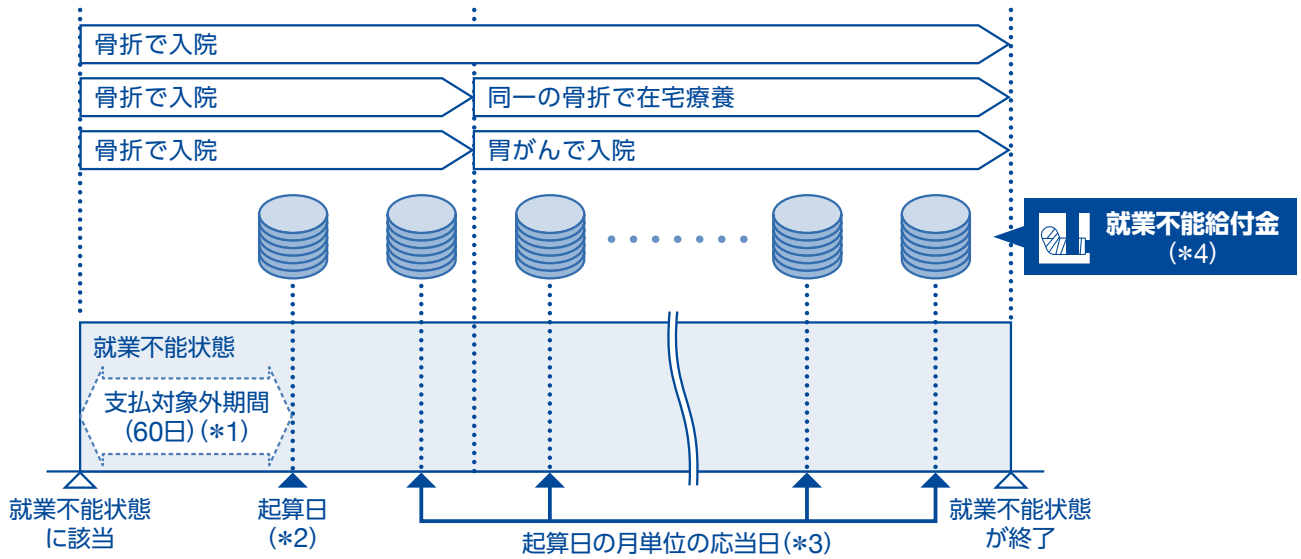 骨折で入院
骨折で入院
同一の骨折で在宅療養
骨折で入院
胃がんで入院
就業不能給付金
(*4)
就業不能状態
支払対象外期間
(60日)(*1)
就業不能状態
に該当
起算日
(*2)
起算日の月単位の応当日(*3)
就業不能状態
が終了